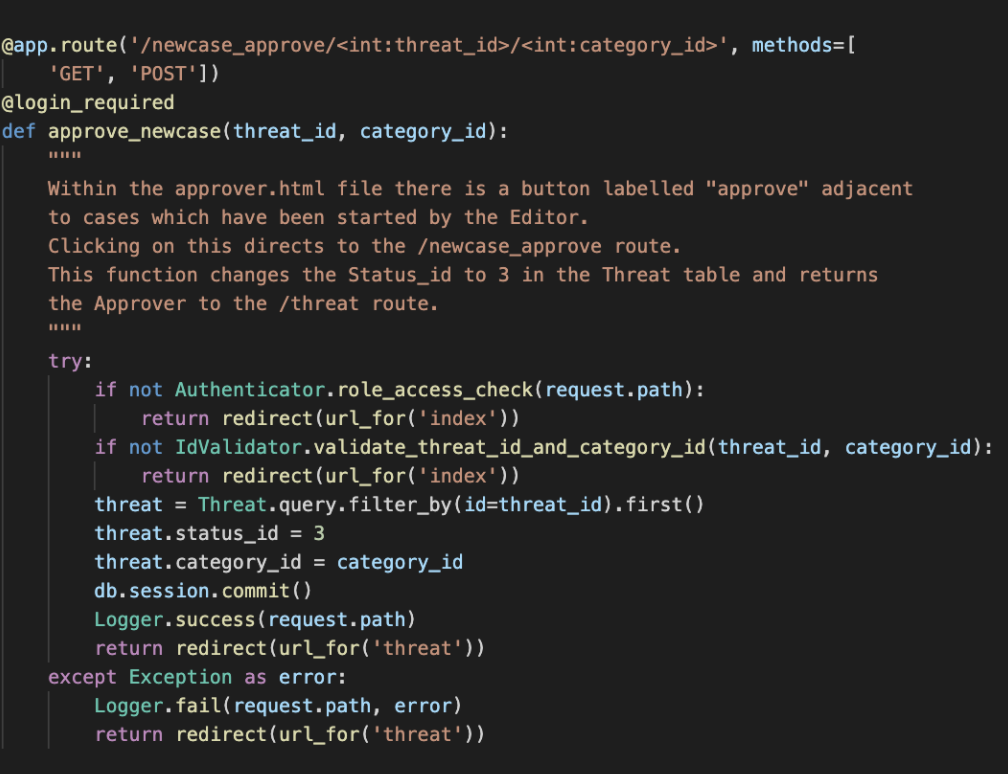 @app.route('/newcase_approve/<int:threat_id>/<int:category_id>', methods=[
    'GET', 'POST'])
@login_required
def approve_newcase(threat_id, category_id):
    """
    Within the approver.html file there is a button labelled "approve" adjacent
    to cases which have been started by the Editor.
    Clicking on this directs to the /newcase_approve route.
    This function changes the Status_id to 3 in the Threat table and returns
    the Approver to the /threat route.
    """
    try:
        if not Authenticator.role_access_check(request.path):
            return redirect(url_for('index'))
        if not IdValidator.validate_threat_id_and_category_id(threat_id, category_id):
            return redirect(url_for('index'))
        threat = Threat.query.filter_by(id=threat_id).first()
        threat.status_id = 3
        threat.category_id = category_id
        db.session.commit()
        Logger.success(request.path)
        return redirect(url_for('threat'))
    except Exception as error:
        Logger.fail(request.path, error)
        return redirect(url_for('threat'))